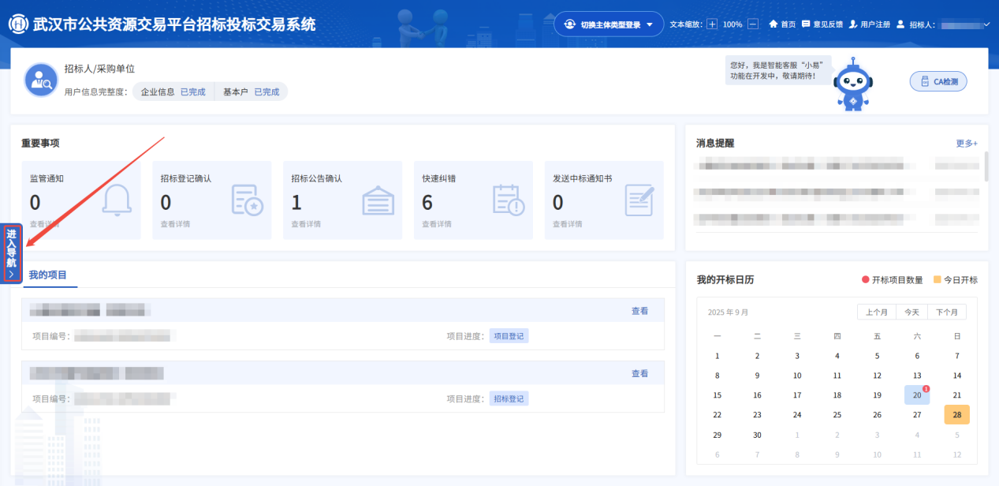 武汉市公共资源交易平台招标投标交易系统
切换主体类型登录
文本缩放： + 100% −
首页 意见反馈 用户注册 招标人：
招标人/采购单位
用户信息完整度： 企业信息 已完成 基本户 已完成
您好，我是智能客服“小易”
功能在开发中，敬请期待！
CA检测
重要事项
监管通知 招标登记确认 招标公告确认 快速纠错 发送中标通知书
0 0 1 6 0
查看详情 查看详情 查看详情 查看详情 查看详情
消息提醒 更多+
进入导航 >
我的项目
查看
项目编号： 项目进度： 项目登记
查看
项目编号： 项目进度： 招标登记
我的开标日历 开标项目数量 今日开标
2025 年 9 月 上个月 今天 下个月
一 二 三 四 五 六 日
1 2 3 4 5 6 7
8 9 10 11 12 13 14
15 16 17 18 19 20 1 21
22 23 24 25 26 27 28
29 30 1 2 3 4 5
6 7 8 9 10 11 12